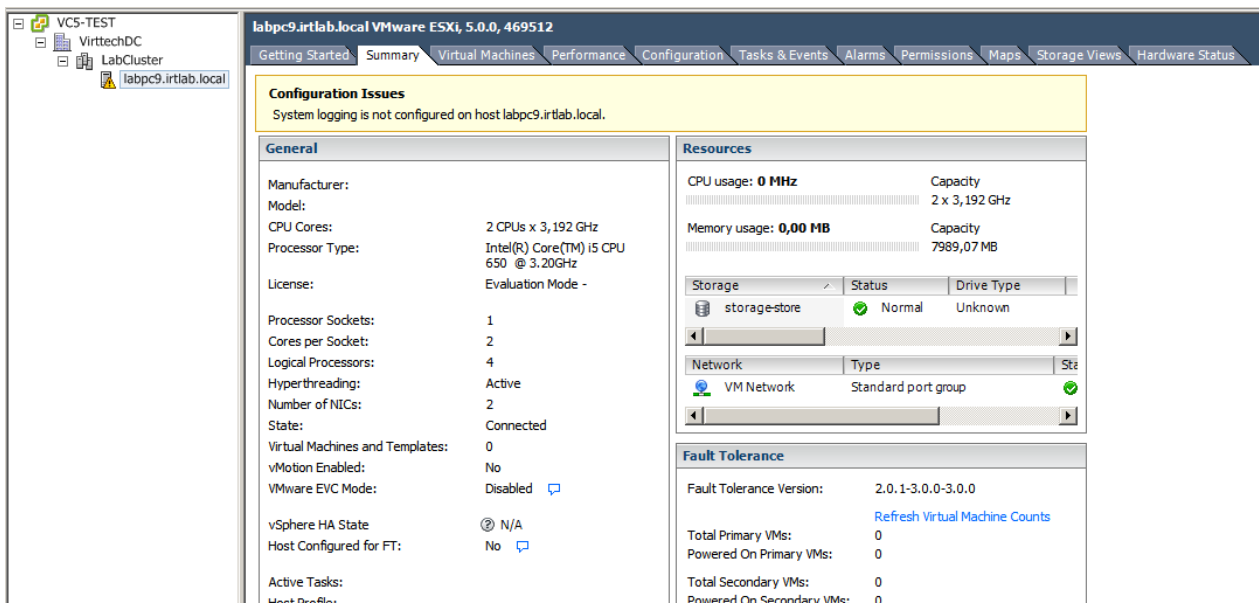 VC5-TEST
VirttechDC
LabCluster
labpc9.irtlab.local
labpc9.irtlab.local VMware ESXi, 5.0.0, 469512
Getting Started Summary Virtual Machines Performance Configuration Tasks & Events Alarms Permissions Maps Storage Views Hardware Status
Configuration Issues
System logging is not configured on host labpc9.irtlab.local.
General
Manufacturer:
Model:
CPU Cores: 2 CPUs x 3,192 GHz
Processor Type: Intel(R) Core(TM) i5 CPU
650 @ 3.20GHz
License: Evaluation Mode -
Processor Sockets: 1
Cores per Socket: 2
Logical Processors: 4
Hyperthreading: Active
Number of NICs: 2
State: Connected
Virtual Machines and Templates: 0
vMotion Enabled: No
VMware EVC Mode: Disabled
vSphere HA State N/A
Host Configured for FT: No
Active Tasks:
Host Profile:
Resources
CPU usage: 0 MHz Capacity
2 x 3,192 GHz
Memory usage: 0,00 MB Capacity
7989,07 MB
Storage Status Drive Type
storage-store Normal Unknown
Network Type Sta
VM Network Standard port group
Fault Tolerance
Fault Tolerance Version: 2.0.1-3.0.0-3.0.0
Refresh Virtual Machine Counts
Total Primary VMs: 0
Powered On Primary VMs: 0
Total Secondary VMs: 0
Powered On Secondary VMs: 0